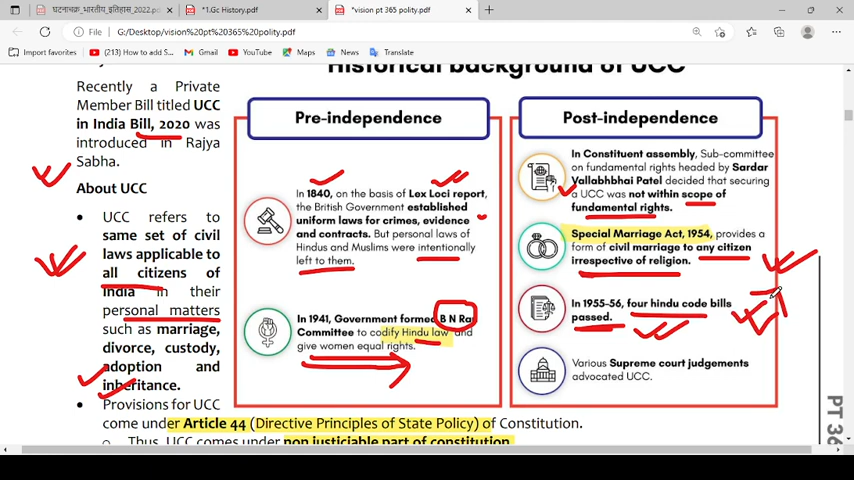 घटनाचक्र_भारतीय_इतिहास_2022.pd
*1.Gc History.pdf
*vision pt 365 polity.pdf
File
G:/Desktop/vision%20pt%20365%20polity.pdf
Import favorites
(213) How to add S...
Gmail
YouTube
Maps
News
Translate
Historical background of UCC
Recently a Private
Member Bill titled UCC
in India Bill, 2020 was
introduced in Rajya
Sabha.
About UCC
• UCC refers to
same set of civil
laws applicable to
all citizens of
India in their
personal matters
such as marriage,
divorce, custody,
adoption and
inheritance.
• Provisions for UCC
come under Article 44 (Directive Principles of State Policy) of Constitution.
o Thus, UCC comes under non justiciable part of constitution
Pre-independence
In 1840, on the basis of Lex Loci report,
the British Government established
uniform laws for crimes, evidence
and contracts. But personal laws of
Hindus and Muslims were intentionally
left to them.
In 1941, Government formed B N Rau
Committee to codify Hindu law and
give women equal rights.
Post-independence
In Constituent assembly, Sub-committee
on fundamental rights headed by Sardar
Vallabhbhai Patel decided that securing
a UCC was not within scope of
fundamental rights.
Special Marriage Act, 1954, provides a
form of civil marriage to any citizen
irrespective of religion.
In 1955-56, four hindu code bills
passed.
Various Supreme court judgements
advocated UCC.
PT 36